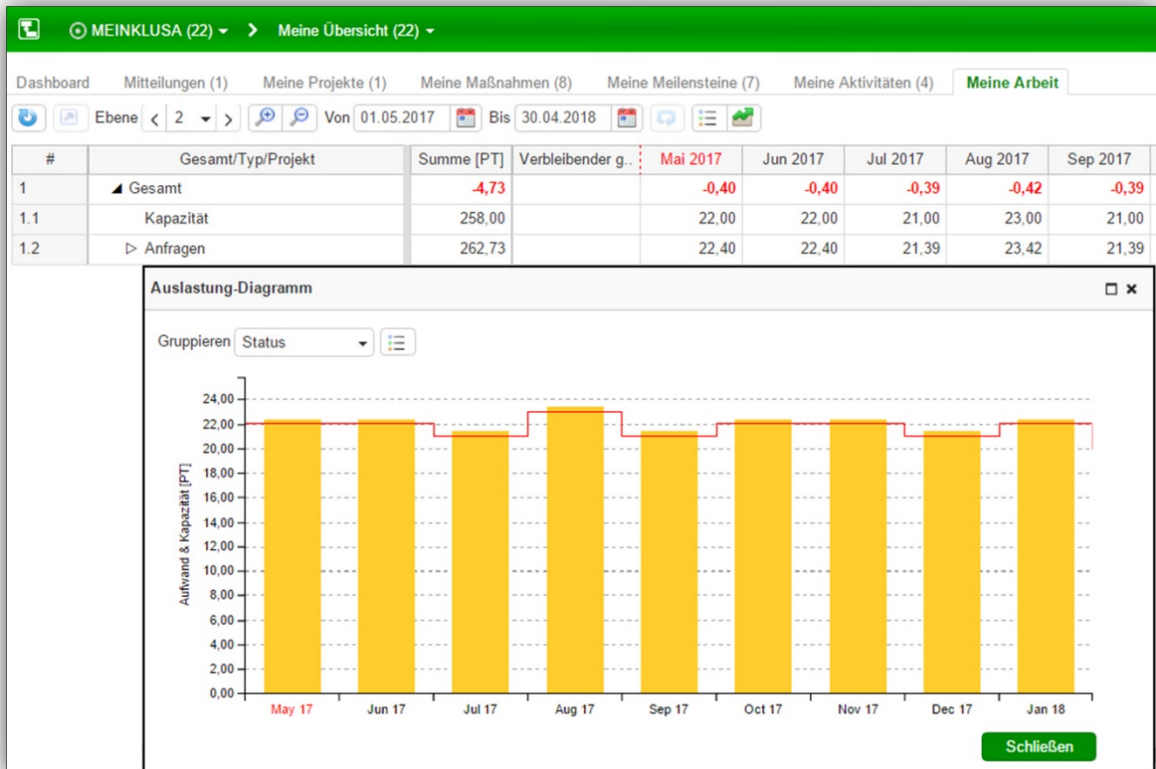 MEINKLUSA (22) Meine Übersicht (22)
Dashboard Mitteilungen (1) Meine Projekte (1) Meine Maßnahmen (8) Meine Meilensteine (7) Meine Aktivitäten (4) Meine Arbeit
Ebene 2 Von 01.05.2017 Bis 30.04.2018
# Gesamt/Typ/Projekt Summe [PT] Verbleibender g.. Mai 2017 Jun 2017 Jul 2017 Aug 2017 Sep 2017
1 Gesamt -4,73 -0,40 -0,40 -0,39 -0,42 -0,39
1.1 Kapazität 258,00 22,00 22,00 21,00 23,00 21,00
1.2 Anfragen 262,73 22,40 22,40 21,39 23,42 21,39
Auslastung-Diagramm
Gruppieren Status
Aufwand & Kapazität [PT]
24,00
22,00
20,00
18,00
16,00
14,00
12,00
10,00
8,00
6,00
4,00
2,00
0,00
May 17 Jun 17 Jul 17 Aug 17 Sep 17 Oct 17 Nov 17 Dec 17 Jan 18
Schließen